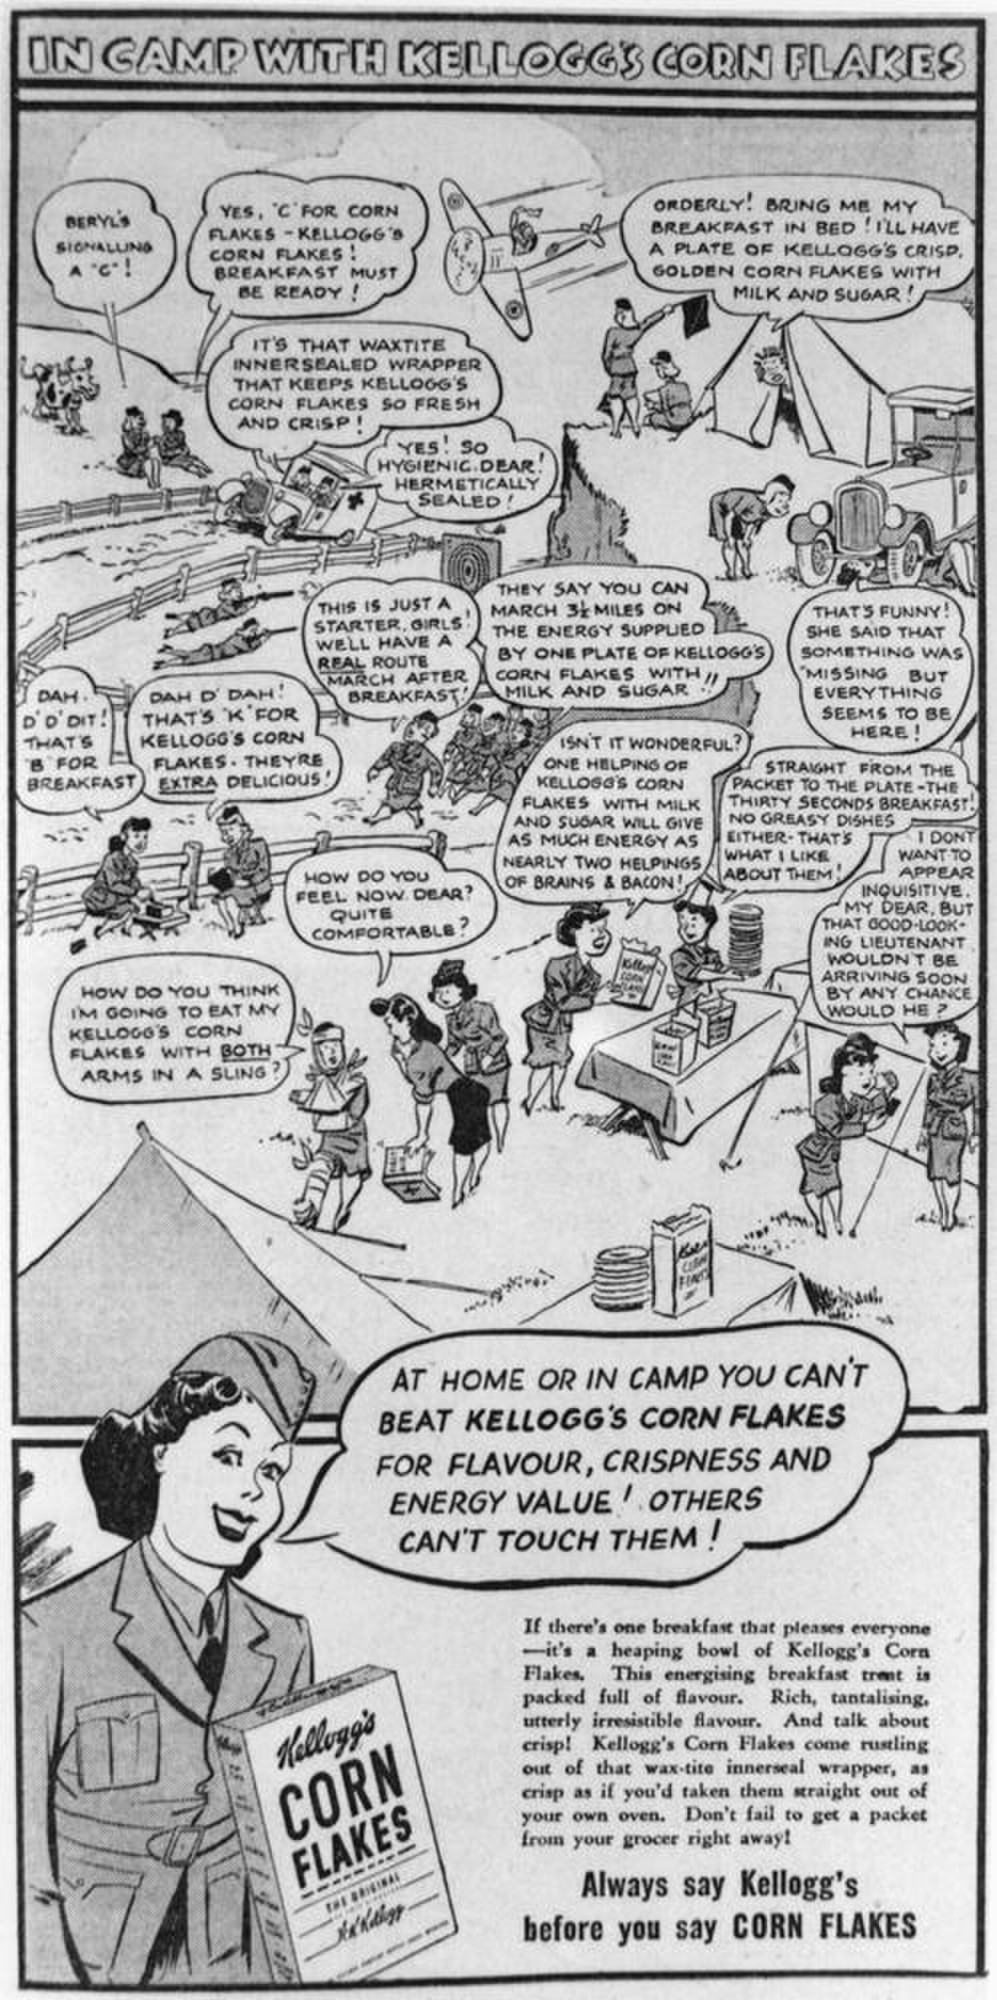 IN CAMP WITH KELLOGG'S CORN FLAKES
BERYL'S
SIGNALLING
A "C"!
YES, 'C' FOR CORN
FLAKES - KELLOGG'S
CORN FLAKES!
BREAKFAST MUST
BE READY!
ORDERLY! BRING ME MY
BREAKFAST IN BED! I'LL HAVE
A PLATE OF KELLOGG'S CRISP,
GOLDEN CORN FLAKES WITH
MILK AND SUGAR!
IT'S THAT WAXTITE
INNERSEALED WRAPPER
THAT KEEPS KELLOGG'S
CORN FLAKES SO FRESH
AND CRISP!
YES! SO
HYGIENIC, DEAR!
HERMETICALLY
SEALED!
THIS IS JUST A
STARTER, GIRLS!
WE'LL HAVE A
REAL ROUTE
MARCH AFTER
BREAKFAST!
THEY SAY YOU CAN
MARCH 3½ MILES ON
THE ENERGY SUPPLIED
BY ONE PLATE OF KELLOGG'S
CORN FLAKES WITH
MILK AND SUGAR!!
THAT'S FUNNY!
SHE SAID THAT
SOMETHING WAS
"MISSING" BUT
EVERYTHING
SEEMS TO BE
HERE!
DAH.
D'D'DIT!
THAT'S
'B' FOR
BREAKFAST
DAH D' DAH!
THAT'S 'K' FOR
KELLOGG'S CORN
FLAKES. THEY'RE
EXTRA DELICIOUS!
ISN'T IT WONDERFUL?
ONE HELPING OF
KELLOGG'S CORN
FLAKES WITH MILK
AND SUGAR WILL GIVE
AS MUCH ENERGY AS
NEARLY TWO HELPINGS
OF BRAINS & BACON!
STRAIGHT FROM THE
PACKET TO THE PLATE - THE
THIRTY SECONDS BREAKFAST!
NO GREASY DISHES
EITHER - THAT'S
WHAT I LIKE
ABOUT THEM!
I DON'T
WANT TO
APPEAR
INQUISITIVE,
MY DEAR, BUT
THAT GOOD-LOOK-
ING LIEUTENANT
WOULDN'T BE
ARRIVING SOON
BY ANY CHANCE
WOULD HE?
HOW DO YOU
FEEL NOW DEAR?
QUITE
COMFORTABLE?
HOW DO YOU THINK
I'M GOING TO EAT MY
KELLOGG'S CORN
FLAKES WITH BOTH
ARMS IN A SLING?
AT HOME OR IN CAMP YOU CAN'T
BEAT KELLOGG'S CORN FLAKES
FOR FLAVOUR, CRISPNESS AND
ENERGY VALUE! OTHERS
CAN'T TOUCH THEM!
Kellogg's
CORN
FLAKES
THE ORIGINAL
W.K. Kellogg
If there's one breakfast that pleases everyone
—it's a heaping bowl of Kellogg's Corn
Flakes. This energising breakfast treat is
packed full of flavour. Rich, tantalising,
utterly irresistible flavour. And talk about
crisp! Kellogg's Corn Flakes come rustling
out of that wax-tite innerseal wrapper, as
crisp as if you'd taken them straight out of
your own oven. Don't fail to get a packet
from your grocer right away!
Always say Kellogg's
before you say CORN FLAKES